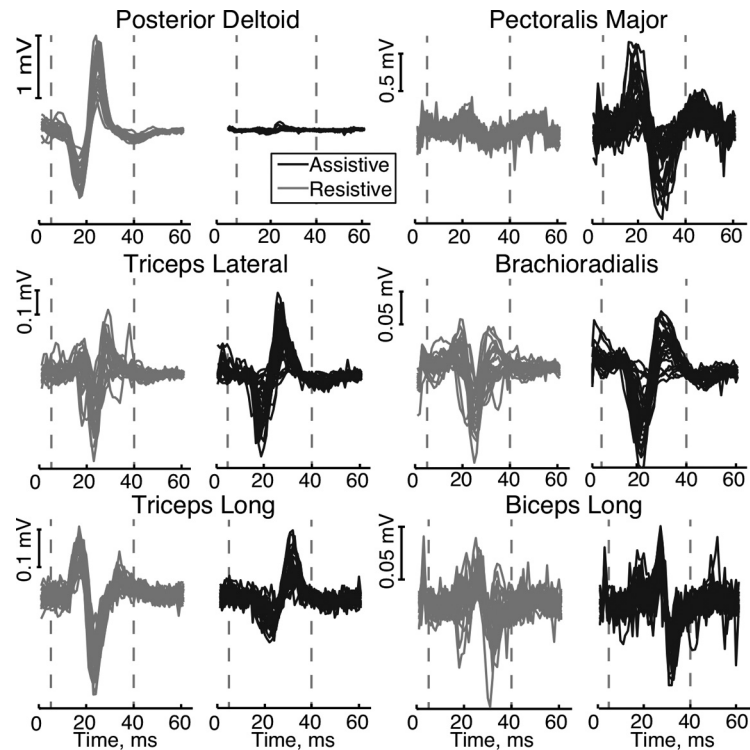 Posterior Deltoid
Pectoralis Major
1 mV
0.5 mV
Assistive
Resistive
0 20 40 60 0 20 40 60 0 20 40 60 0 20 40 60
Triceps Lateral
Brachioradialis
0.1 mV
0.05 mV
0 20 40 60 0 20 40 60 0 20 40 60 0 20 40 60
Triceps Long
Biceps Long
0.1 mV
0.05 mV
0 20 40 60 0 20 40 60 0 20 40 60 0 20 40 60
Time, ms Time, ms Time, ms Time, ms